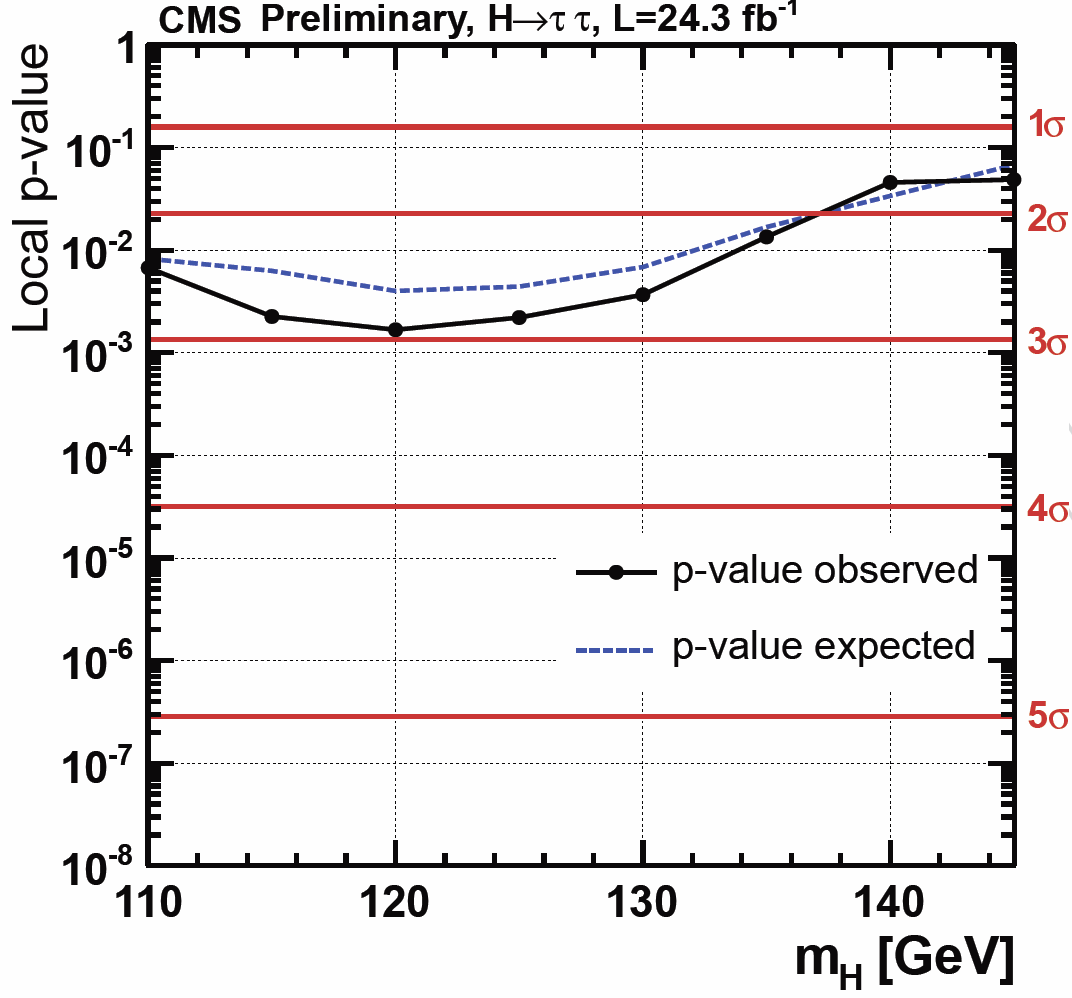 CMS Preliminary, H→τ τ, L=24.3 fb⁻¹
Local p-value
1
10⁻¹
10⁻²
10⁻³
10⁻⁴
10⁻⁵
10⁻⁶
10⁻⁷
10⁻⁸
1σ
2σ
3σ
4σ
5σ
p-value observed
p-value expected
110 120 130 140
m_H [GeV]